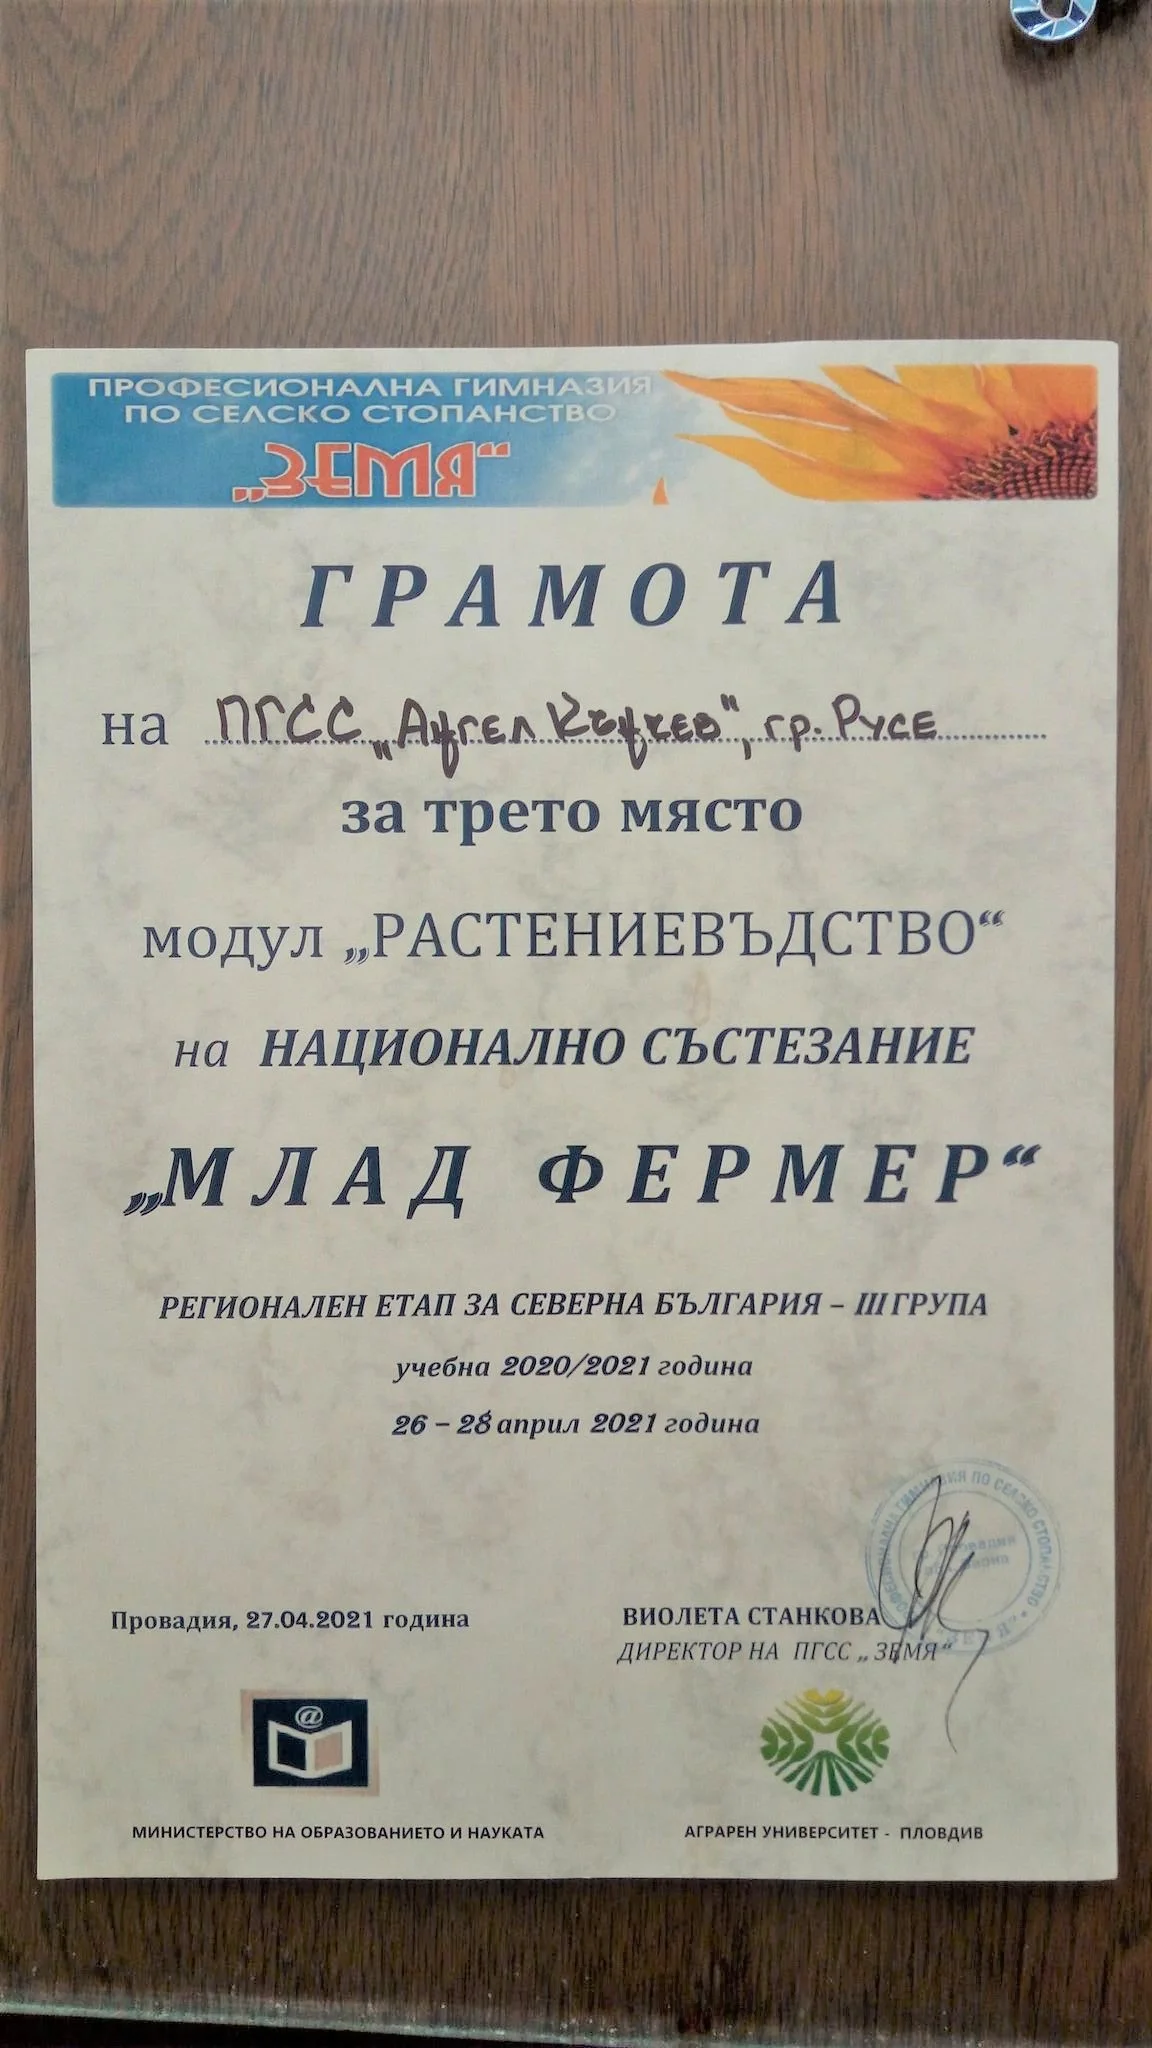 ПРОФЕСИОНАЛНА ГИМНАЗИЯ
ПО СЕЛСКО СТОПАНСТВО
„ЗЕМЯ“
ГРАМОТА
на ПГСС „Ангел Кънчев", гр. Русе
за трето място
модул „РАСТЕНИЕВЪДСТВО“
на НАЦИОНАЛНО СЪСТЕЗАНИЕ
„МЛАД ФЕРМЕР“
РЕГИОНАЛЕН ЕТАП ЗА СЕВЕРНА БЪЛГАРИЯ – III ГРУПА
учебна 2020/2021 година
26 – 28 април 2021 година
ПО СЕЛСКО СТОПАНСТВО
Провадия, 27.04.2021 година
ВИОЛЕТА СТАНКОВА
ДИРЕКТОР НА ПГСС „ЗЕМЯ“
@
МИНИСТЕРСТВО НА ОБРАЗОВАНИЕТО И НАУКАТА
АГРАРЕН УНИВЕРСИТЕТ - ПЛОВДИВ